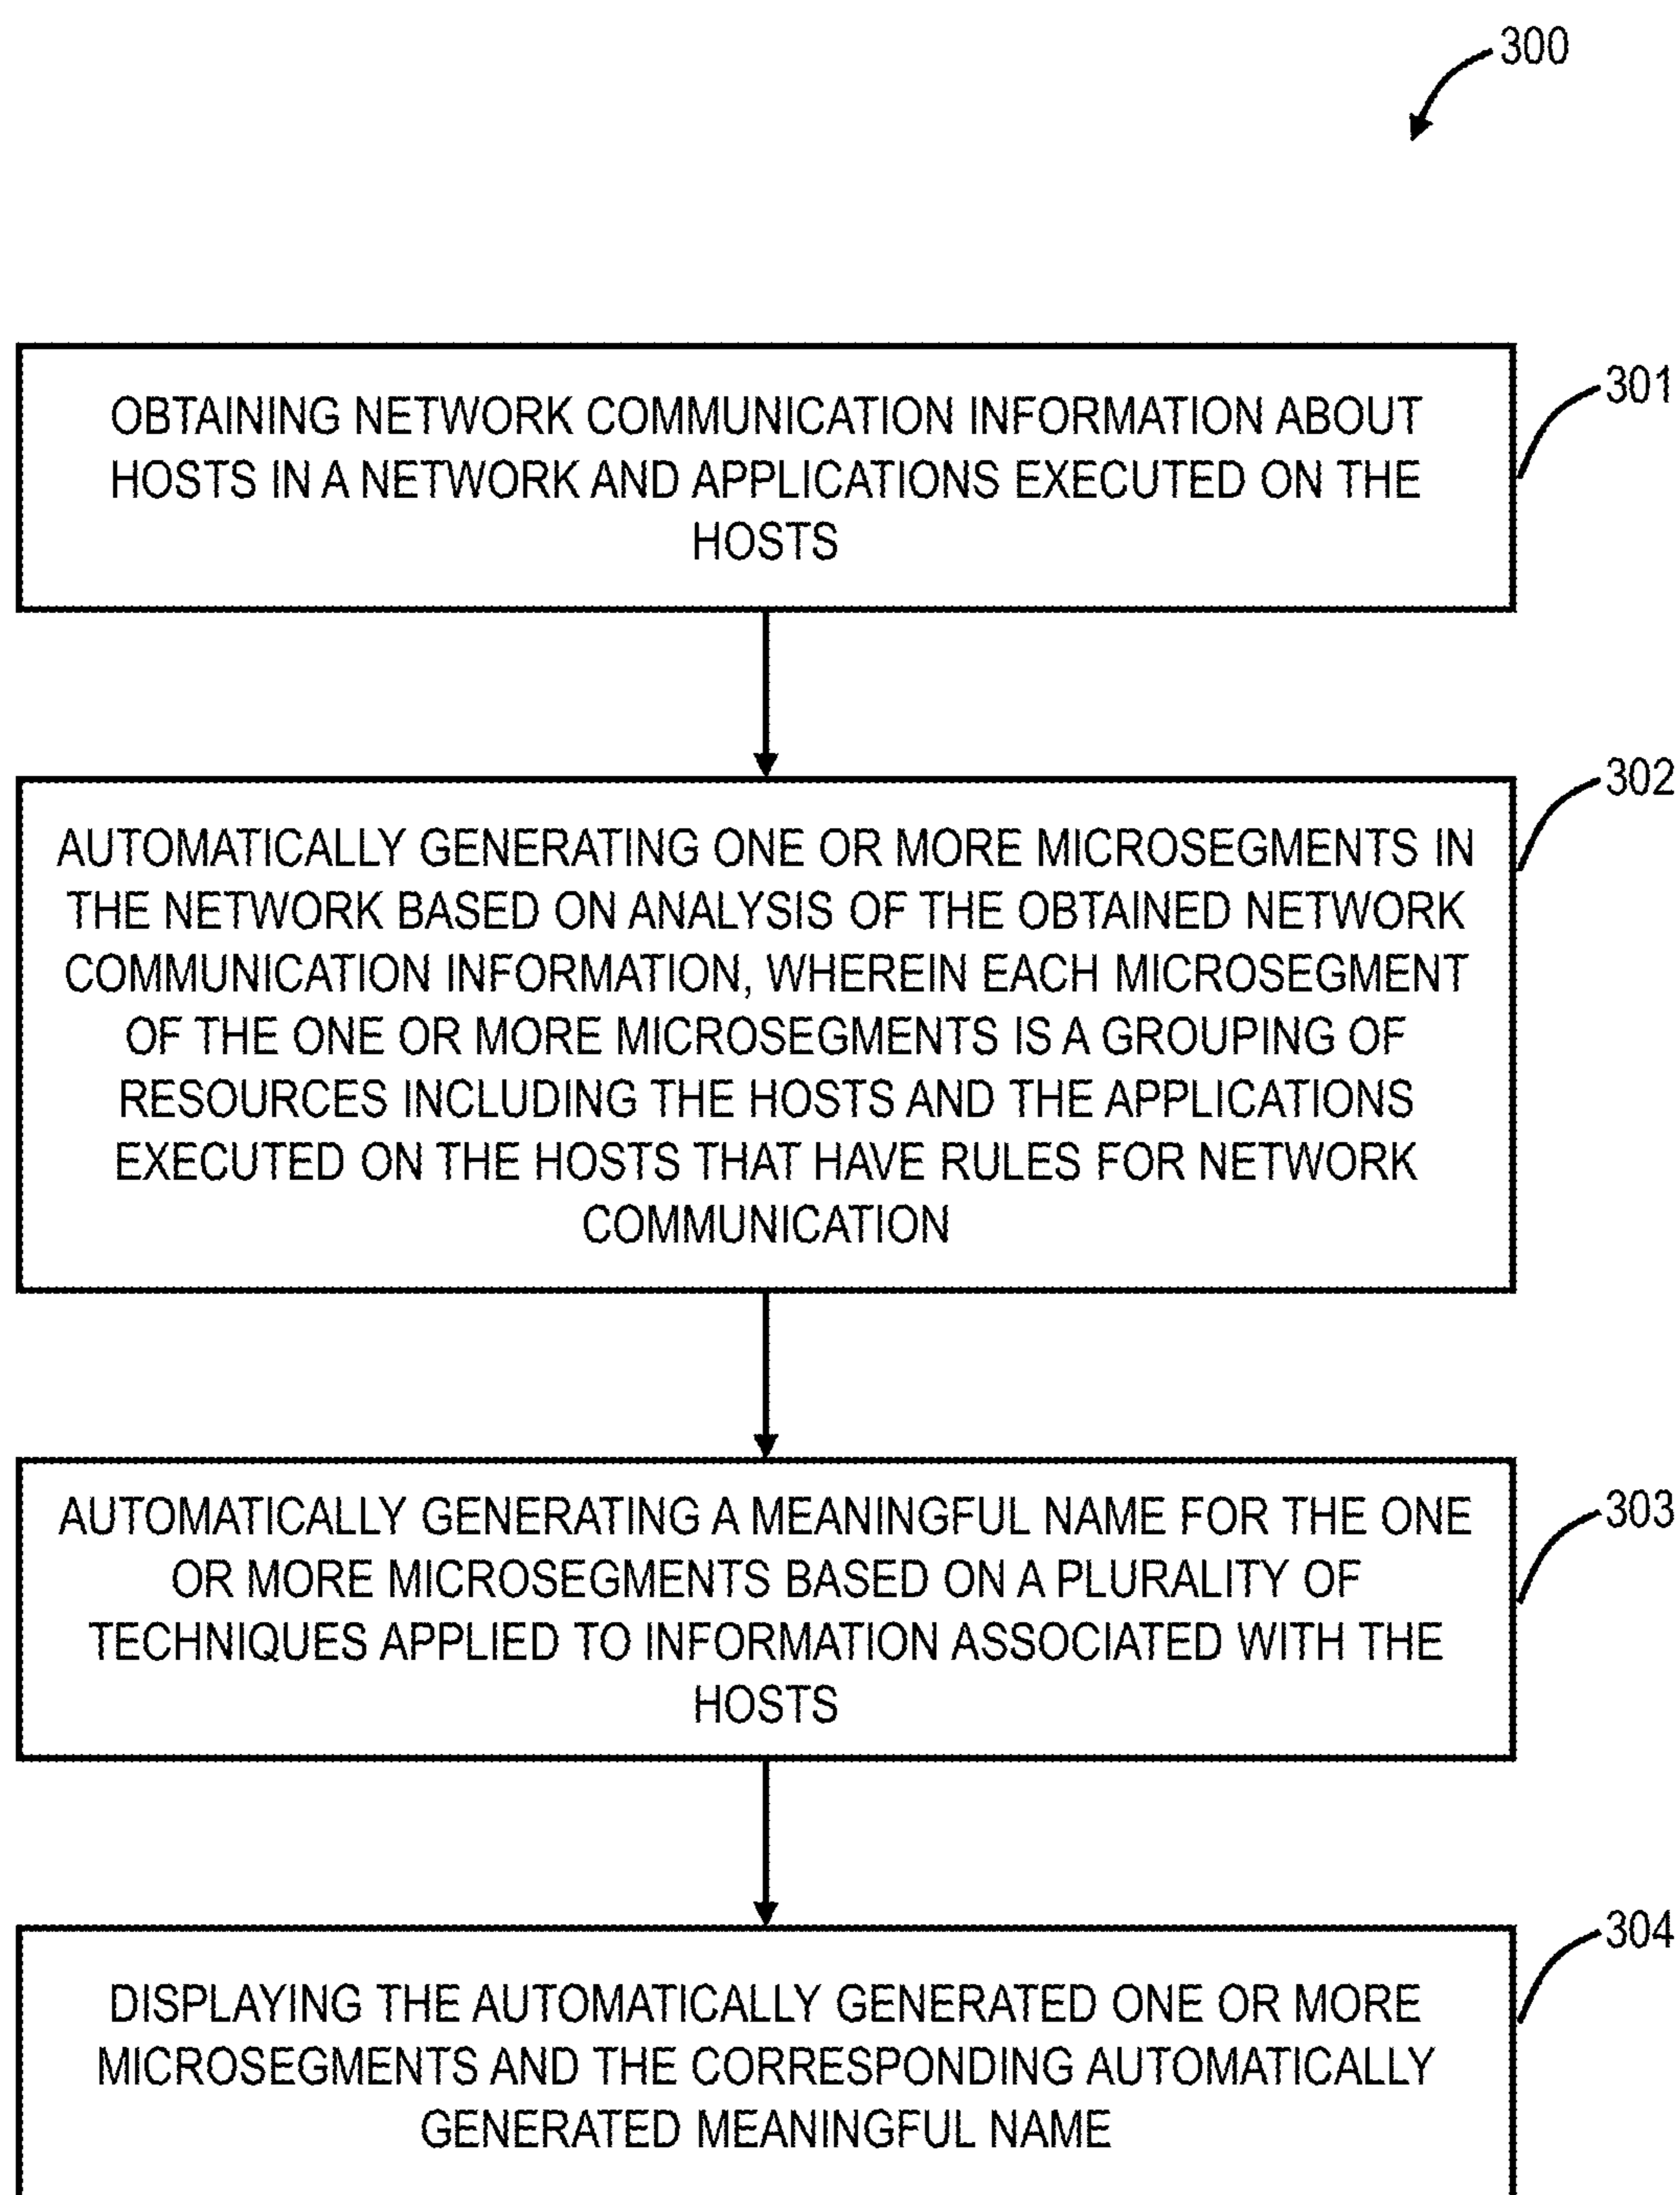 300
OBTAINING NETWORK COMMUNICATION INFORMATION ABOUT
HOSTS IN A NETWORK AND APPLICATIONS EXECUTED ON THE
HOSTS
301
AUTOMATICALLY GENERATING ONE OR MORE MICROSEGMENTS IN
THE NETWORK BASED ON ANALYSIS OF THE OBTAINED NETWORK
COMMUNICATION INFORMATION, WHEREIN EACH MICROSEGMENT
OF THE ONE OR MORE MICROSEGMENTS IS A GROUPING OF
RESOURCES INCLUDING THE HOSTS AND THE APPLICATIONS
EXECUTED ON THE HOSTS THAT HAVE RULES FOR NETWORK
COMMUNICATION
302
AUTOMATICALLY GENERATING A MEANINGFUL NAME FOR THE ONE
OR MORE MICROSEGMENTS BASED ON A PLURALITY OF
TECHNIQUES APPLIED TO INFORMATION ASSOCIATED WITH THE
HOSTS
303
DISPLAYING THE AUTOMATICALLY GENERATED ONE OR MORE
MICROSEGMENTS AND THE CORRESPONDING AUTOMATICALLY
GENERATED MEANINGFUL NAME
304